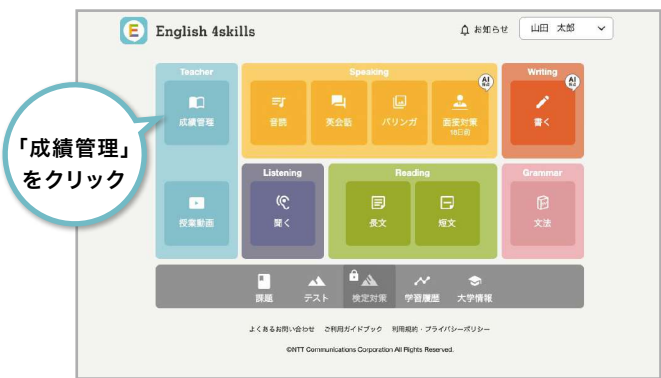 English 4skills
お知らせ
山田 太郎
Teacher
Speaking
Writing
AI
成績管理
音読
英会話
パリンガ
面接対策
16日前
AI
書く
「成績管理」
をクリック
Listening
Reading
Grammar
授業動画
聞く
長文
短文
文法
課題
テスト
検定対策
学習履歴
大学情報
よくあるお問い合わせ ご利用ガイドブック 利用規約・プライバシーポリシー
©NTT Communications Corporation All Rights Reserved.